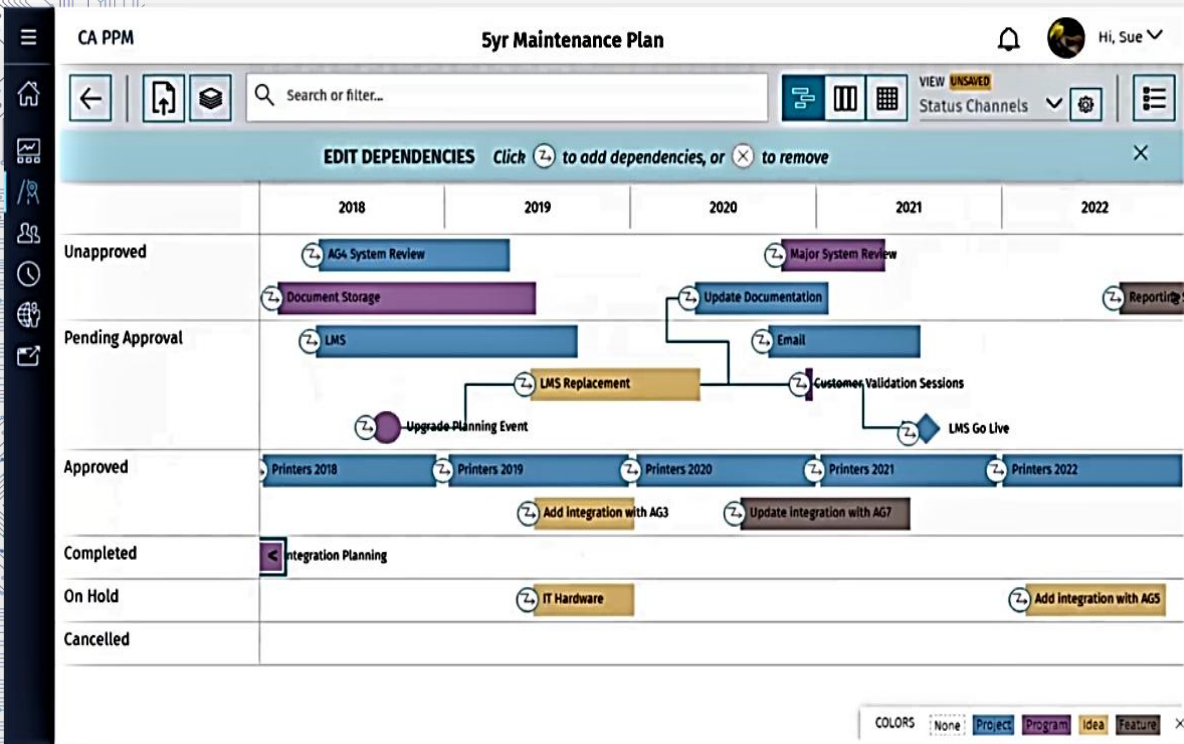 CA PPM
5yr Maintenance Plan
Hi, Sue
Search or filter...
VIEW UNSAVED
Status Channels
EDIT DEPENDENCIES Click to add dependencies, or to remove
2018 2019 2020 2021 2022
Unapproved
AG4 System Review
Major System Review
Document Storage
Update Documentation
Reporting
Pending Approval
LMS
Email
LMS Replacement
Customer Validation Sessions
Upgrade Planning Event
LMS Go Live
Approved
Printers 2018
Printers 2019
Printers 2020
Printers 2021
Printers 2022
Add integration with AG3
Update integration with AG7
Completed
ntegration Planning
On Hold
IT Hardware
Add integration with AG5
Cancelled
COLORS None Project Program Idea Feature